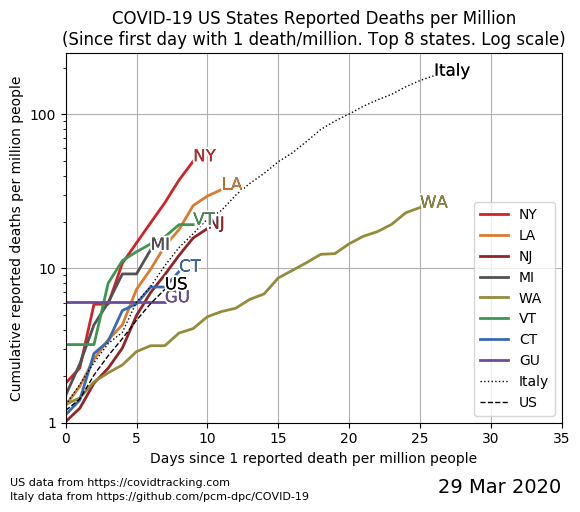 COVID-19 US States Reported Deaths per Million
(Since first day with 1 death/million. Top 8 states. Log scale)
Cumulative reported deaths per million people
100
10
1
Italy
NY
LA
WA
VT
NJ
MI
CT
US
GU
NY
LA
NJ
MI
WA
VT
CT
GU
Italy
US
0 5 10 15 20 25 30 35
Days since 1 reported death per million people
US data from https://covidtracking.com
Italy data from https://github.com/pcm-dpc/COVID-19
29 Mar 2020